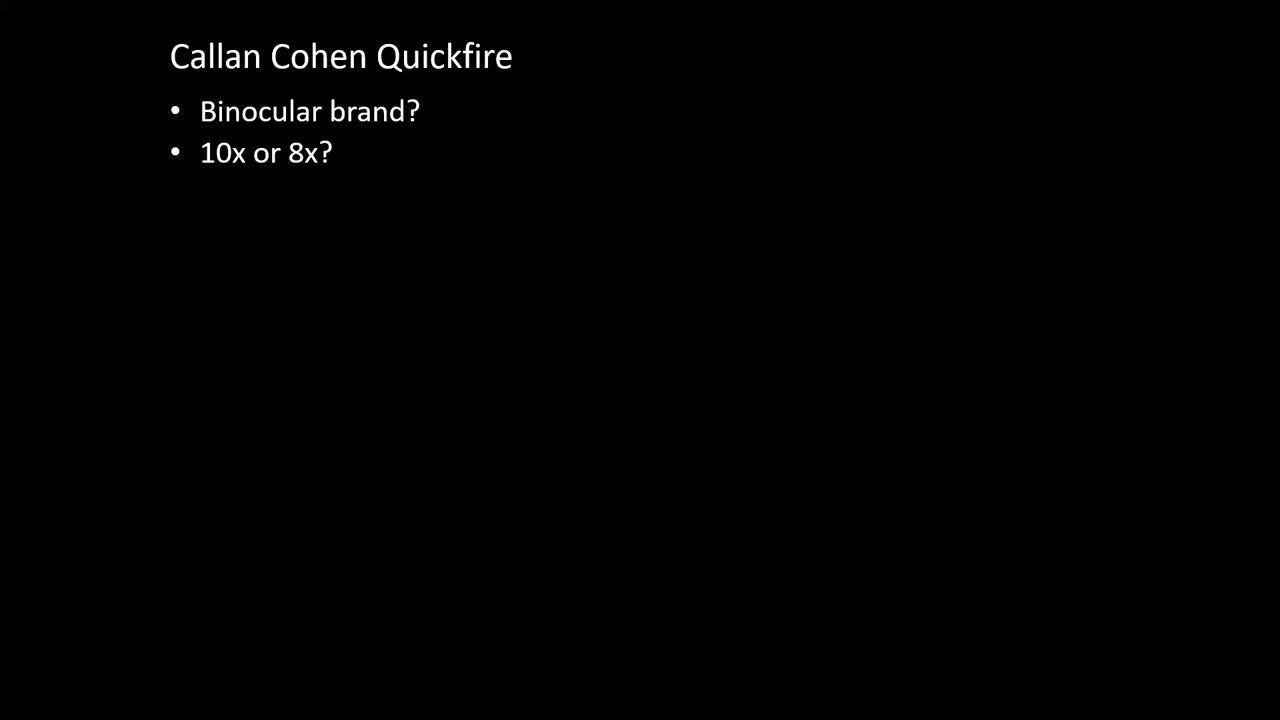 Callan Cohen Quickfire
• Binocular brand?
• 10x or 8x?